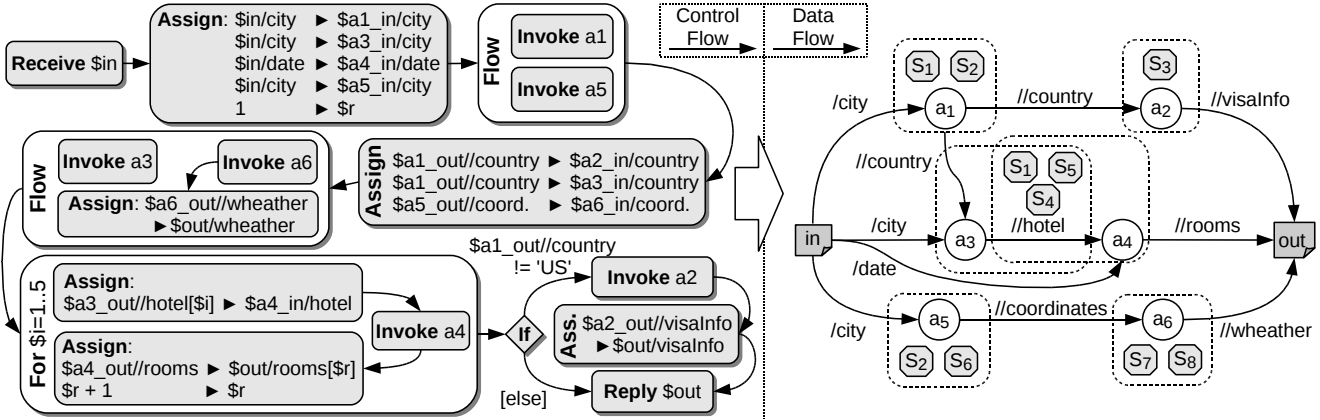 Receive $in
Assign: $in/city ► $a1_in/city
$in/city ► $a3_in/city
$in/date ► $a4_in/date
$in/city ► $a5_in/city
1 ► $r
Flow
Invoke a1
Invoke a5
Control
Flow
Data
Flow
Flow
Invoke a3
Invoke a6
Assign: $a6_out//wheather
►$out/wheather
Assign
$a1_out//country ► $a2_in/country
$a1_out//country ► $a3_in/country
$a5_out//coord. ► $a6_in/coord.
For $i=1..5
Assign:
$a3_out//hotel[$i] ► $a4_in/hotel
Invoke a4
Assign:
$a4_out//rooms ► $out/rooms[$r]
$r + 1 ► $r
$a1_out//country
!= 'US'
If
[else]
Invoke a2
Ass.
$a2_out//visaInfo
►$out/visaInfo
Reply $out
S1 S2
S3
/city
a1
//country
a2
//visaInfo
//country
S1 S5
S4
in
/city
a3
//hotel
a4
//rooms
out
/date
/city
a5
//coordinates
a6
//wheather
S2 S6
S7 S8